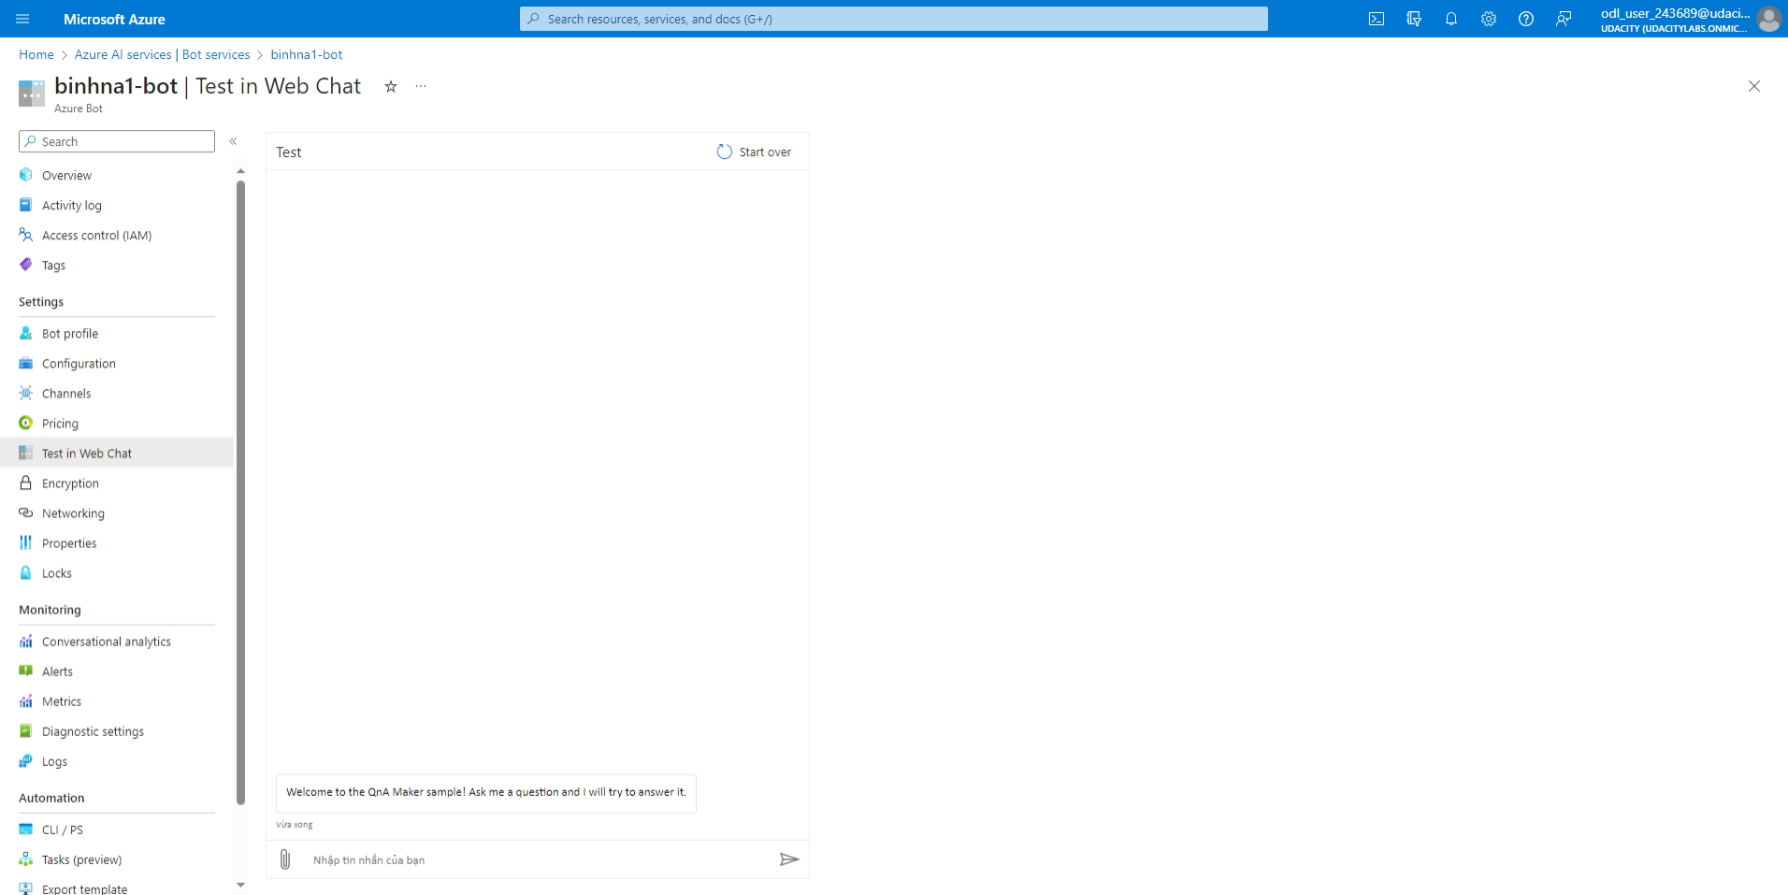 Microsoft Azure
Search resources, services, and docs (G+/)
odl_user_243689@udaci...
UDACITY (UDACITYLABS.ONMIC...
Home > Azure AI services | Bot services > binhna1-bot
binhna1-bot | Test in Web Chat
Azure Bot
Search
Overview
Activity log
Access control (IAM)
Tags
Settings
Bot profile
Configuration
Channels
Pricing
Test in Web Chat
Encryption
Networking
Properties
Locks
Monitoring
Conversational analytics
Alerts
Metrics
Diagnostic settings
Logs
Automation
CLI / PS
Tasks (preview)
Export template
Test
Start over
Welcome to the QnA Maker sample! Ask me a question and I will try to answer it.
Vừa xong
Nhập tin nhắn của bạn